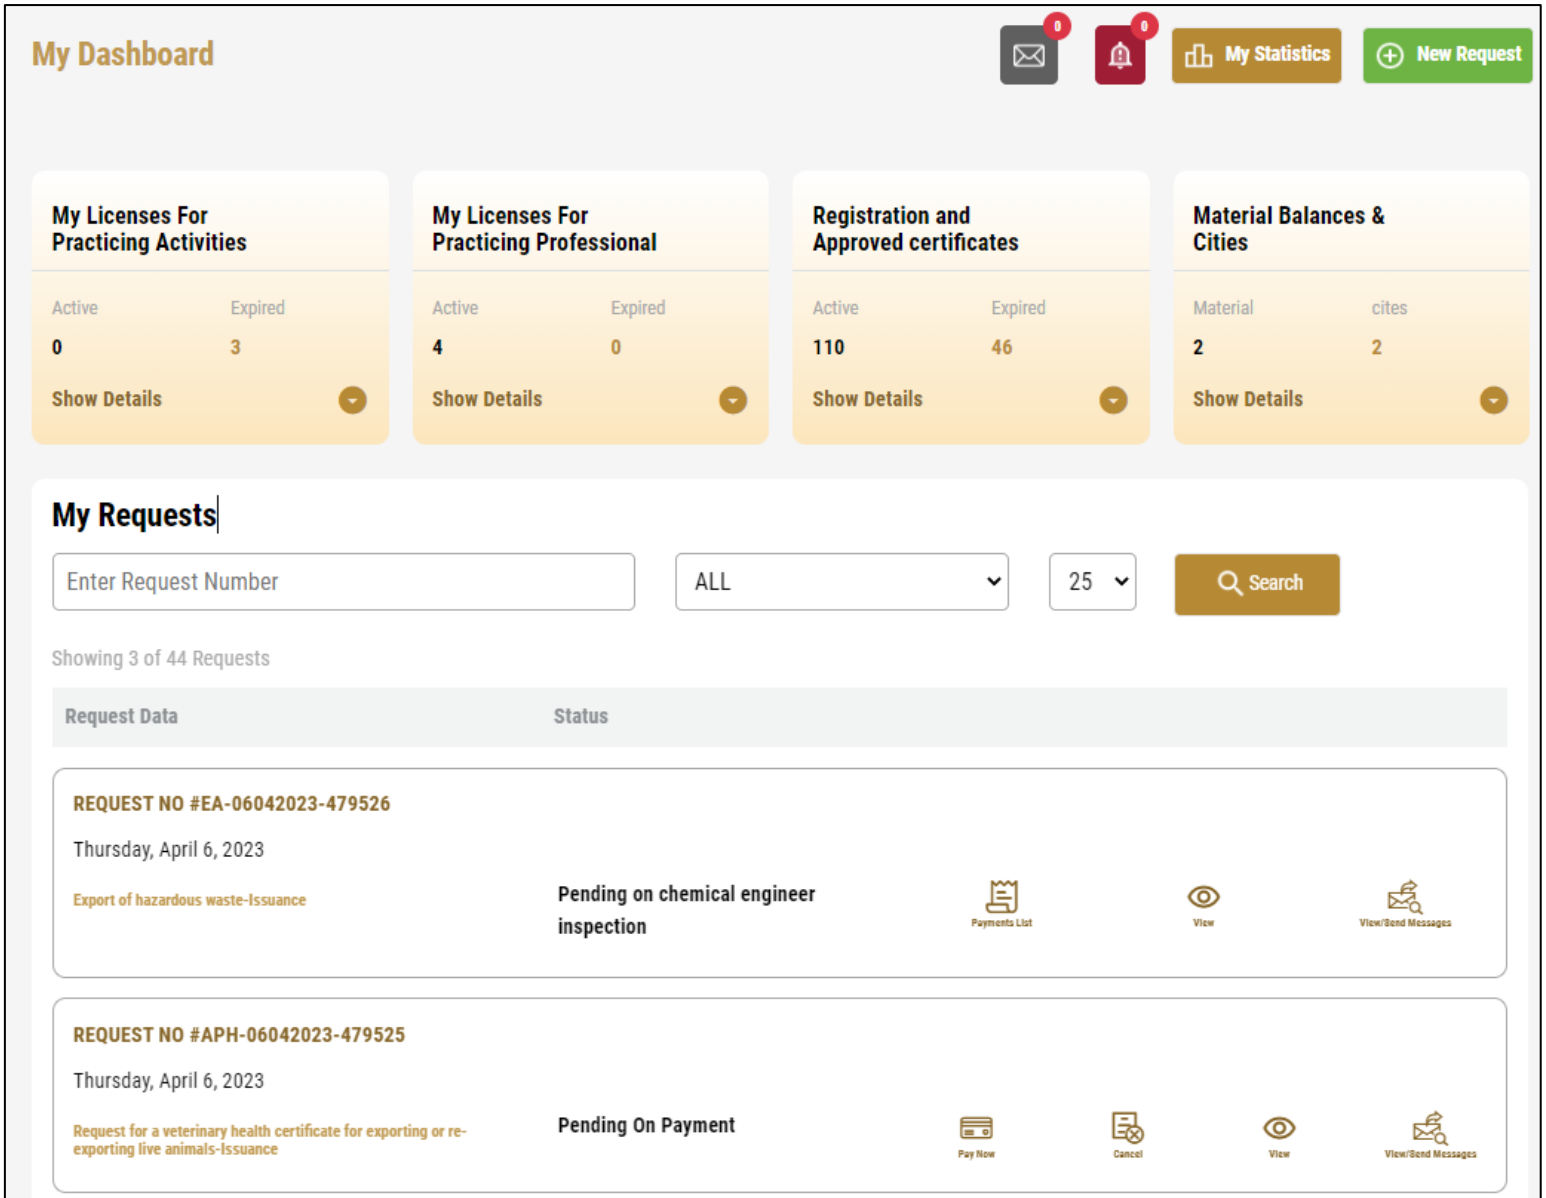 My Dashboard
0
0
My Statistics
New Request
My Licenses For
Practicing Activities
Active Expired
0 3
Show Details
My Licenses For
Practicing Professional
Active Expired
4 0
Show Details
Registration and
Approved certificates
Active Expired
110 46
Show Details
Material Balances &
Cities
Material cites
2 2
Show Details
My Requests
Enter Request Number
ALL
25
Search
Showing 3 of 44 Requests
Request Data Status
REQUEST NO #EA-06042023-479526
Thursday, April 6, 2023
Export of hazardous waste-Issuance
Pending on chemical engineer
inspection
Payments List
View
View/Send Messages
REQUEST NO #APH-06042023-479525
Thursday, April 6, 2023
Request for a veterinary health certificate for exporting or re-
exporting live animals-Issuance
Pending On Payment
Pay Now
Cancel
View
View/Send Messages